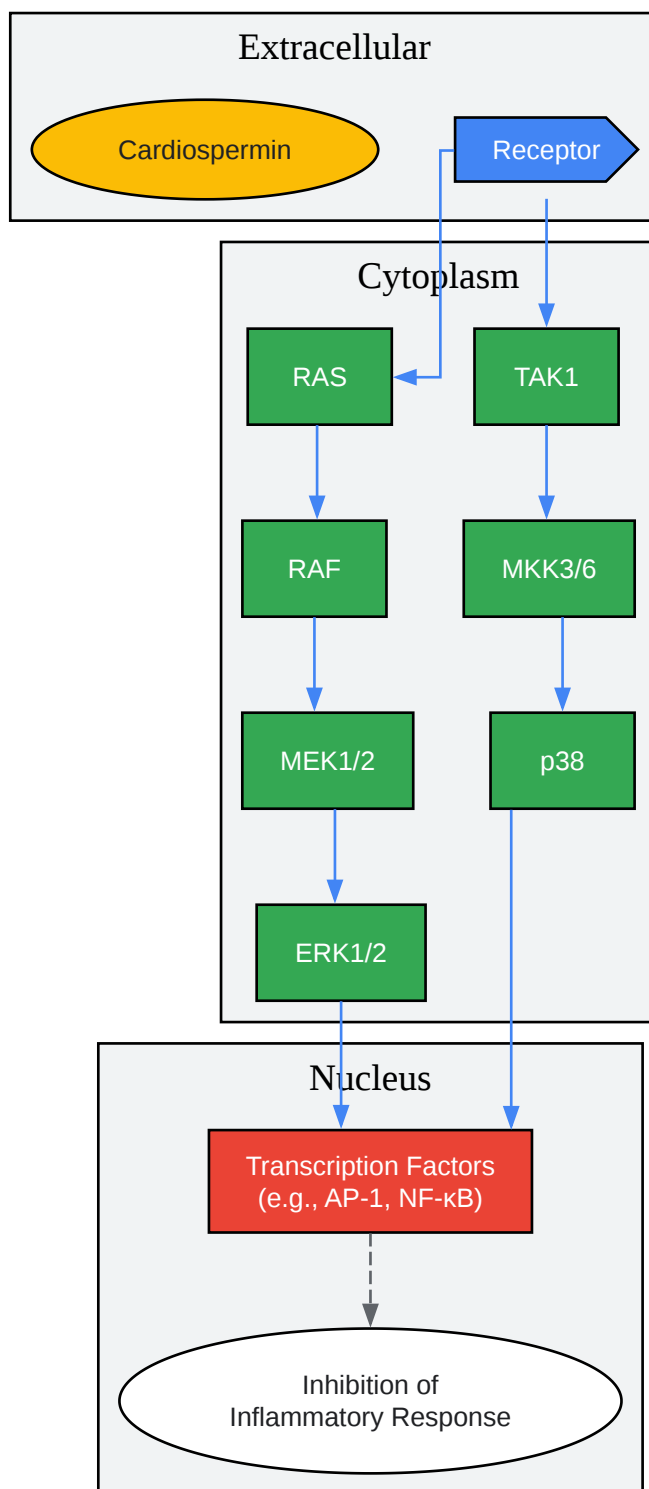 Extracellular
Cardiospermin
Receptor
Cytoplasm
RAS
TAK1
RAF
MKK3/6
MEK1/2
p38
ERK1/2
Nucleus
Transcription Factors
(e.g., AP-1, NF-κB)
Inhibition of
Inflammatory Response